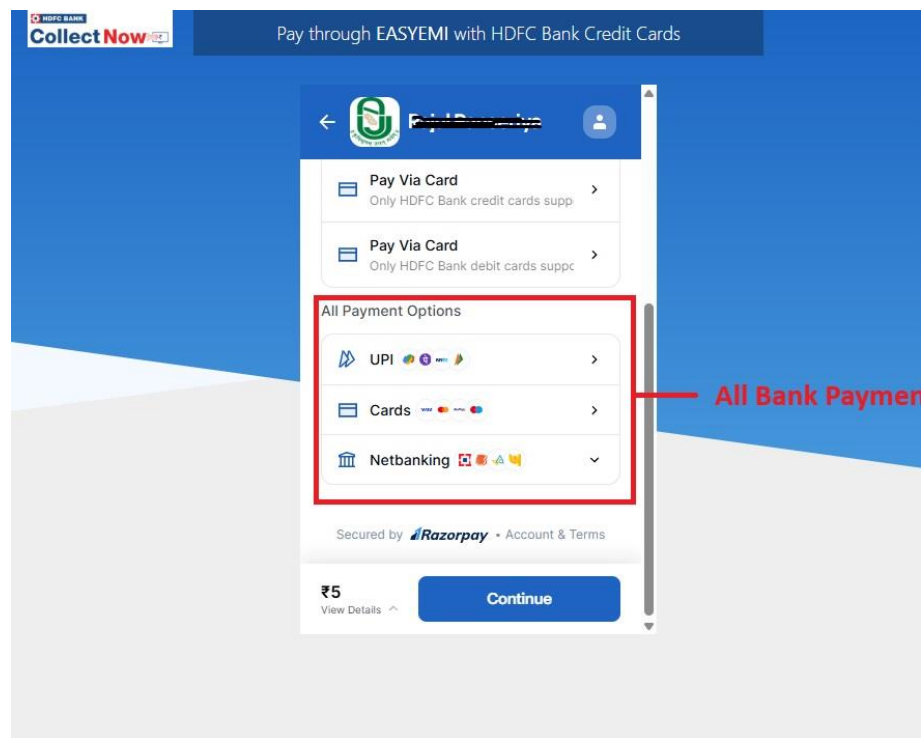 HDFC BANK
Collect Now
Pay through EASYEMI with HDFC Bank Credit Cards
Pay Via Card
Only HDFC Bank credit cards supp
Pay Via Card
Only HDFC Bank debit cards suppc
All Payment Options
UPI
Cards
Netbanking
All Bank Paymen
Secured by Razorpay • Account & Terms
₹5
View Details
Continue